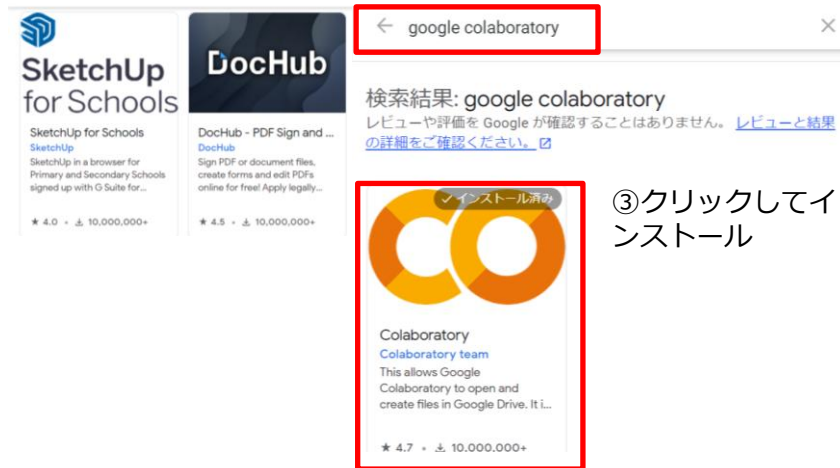 SketchUp
for Schools
SketchUp for Schools
SketchUp
SketchUp in a browser for
Primary and Secondary Schools
signed up with G Suite for...
★ 4.0 • 10,000,000+
DocHub
DocHub - PDF Sign and ...
DocHub
Sign PDF or document files,
create forms and edit PDFs
online for free! Apply legally...
★ 4.5 • 10,000,000+
← google colaboratory ×
検索結果: google colaboratory
レビューや評価を Google が確認することはありません。 レビューと結果
の詳細をご確認ください。
✓インストール済み
Colaboratory
Colaboratory team
This allows Google
Colaboratory to open and
create files in Google Drive. It i...
★ 4.7 • 10,000,000+
③クリックしてイ
ンストール